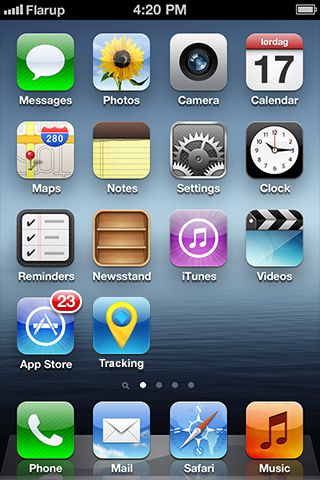 Flarup 4:20 PM
Messages Photos Camera lørdag 17 Calendar
280
Maps Notes Settings Clock
Reminders Newsstand iTunes Videos
23
App Store Tracking
Phone Mail Safari Music